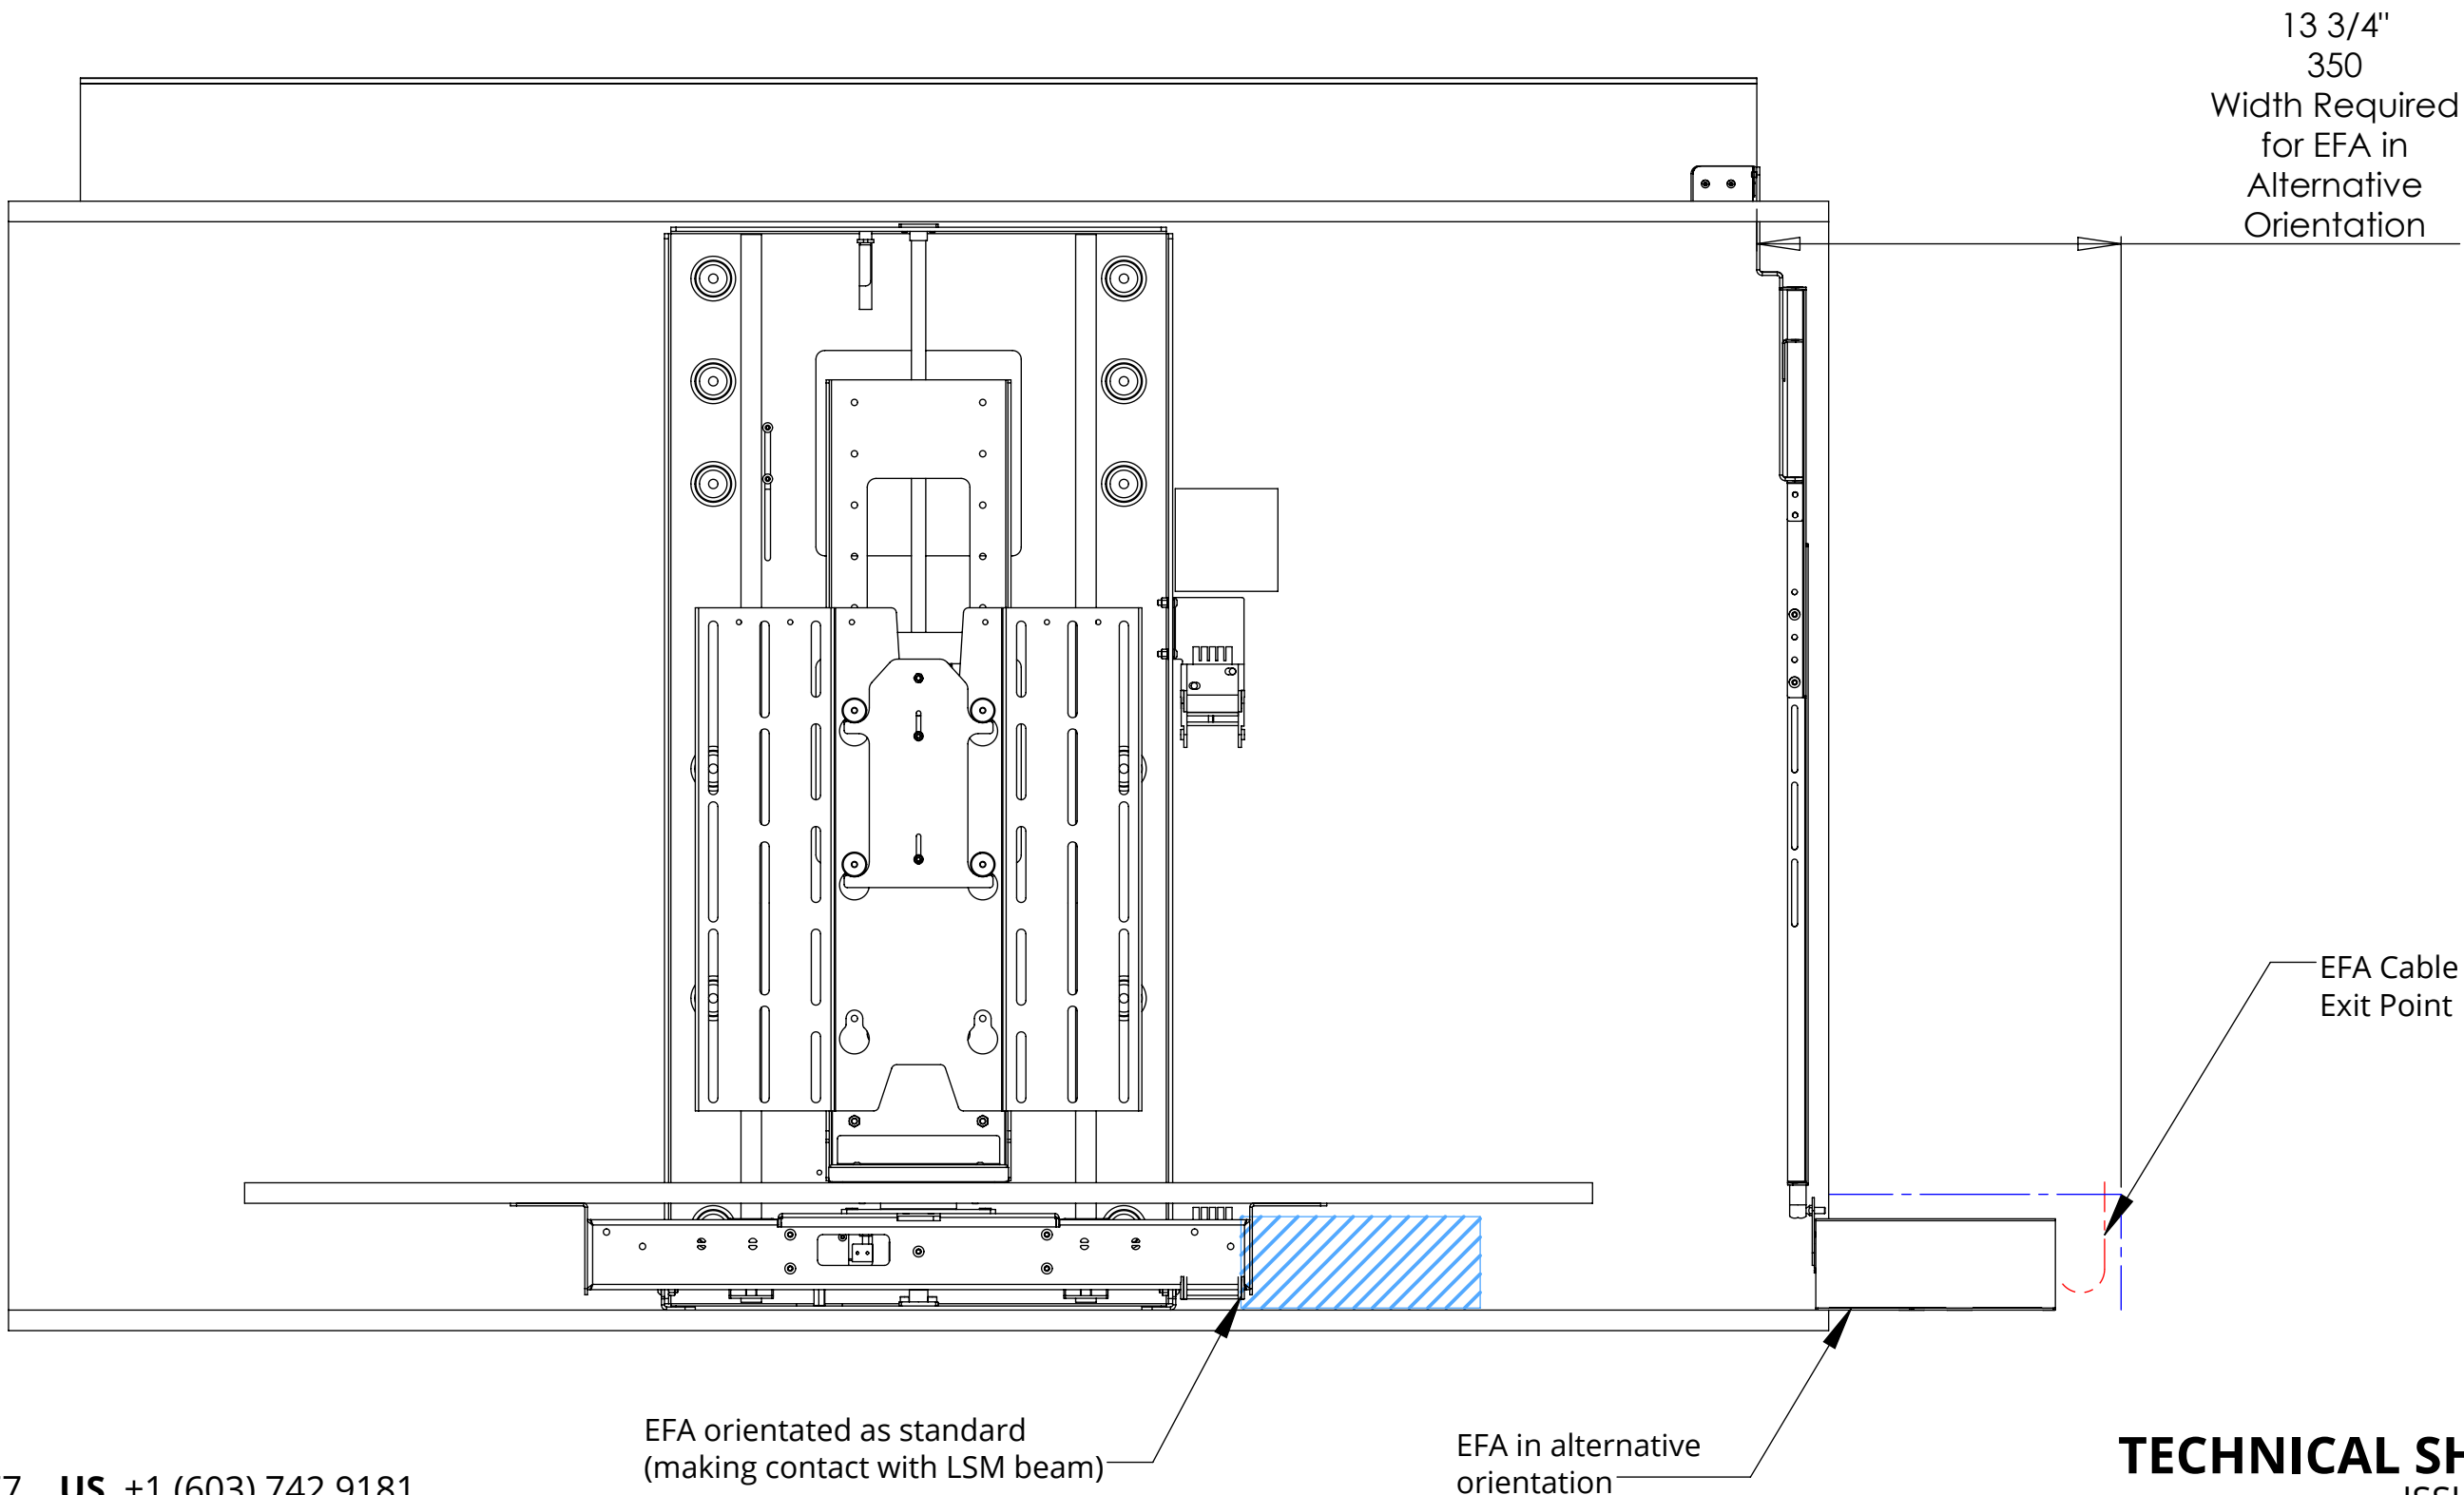 13 3/4"
350
Width Required
for EFA in
Alternative
Orientation
EFA Cable
Exit Point
EFA orientated as standard
(making contact with LSM beam)
EFA in alternative
orientation
US +1 (603) 742 9181
TECHNICAL